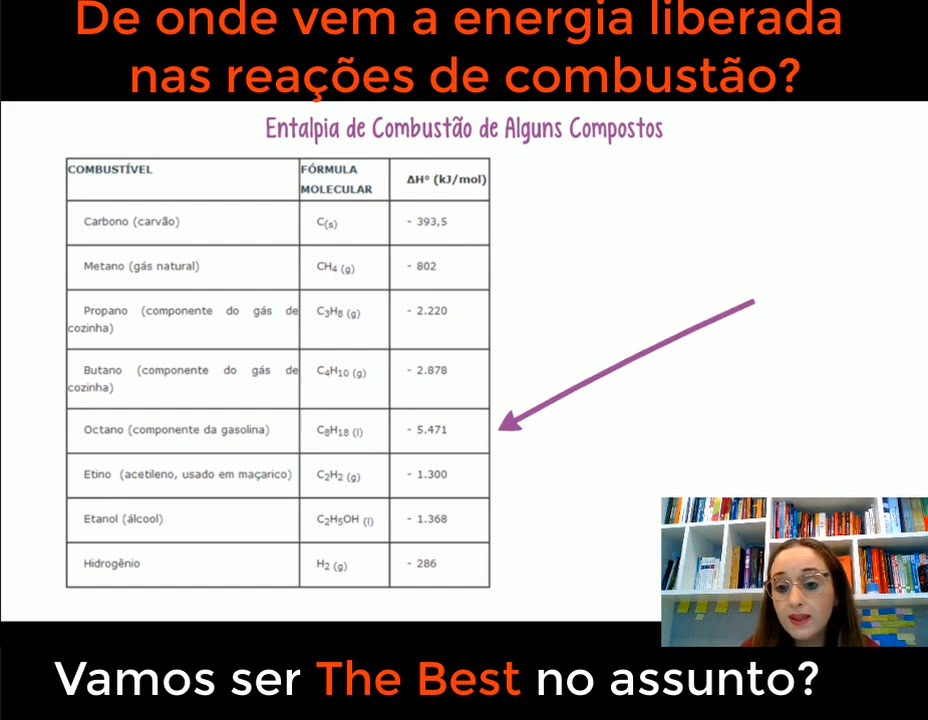 De onde vem a energia liberada
nas reações de combustão?
Entalpia de Combustão de Alguns Compostos
COMBUSTÍVEL FÓRMULA MOLECULAR ΔHº (kJ/mol)
Carbono (carvão) C(s) - 393,5
Metano (gás natural) CH4 (g) - 802
Propano (componente do gás de cozinha) C3H8 (g) - 2.220
Butano (componente do gás de cozinha) C4H10 (g) - 2.878
Octano (componente da gasolina) C8H18 (l) - 5.471
Etino (acetileno, usado em maçarico) C2H2 (g) - 1.300
Etanol (álcool) C2H5OH (l) - 1.368
Hidrogênio H2 (g) - 286
Vamos ser The Best no assunto?